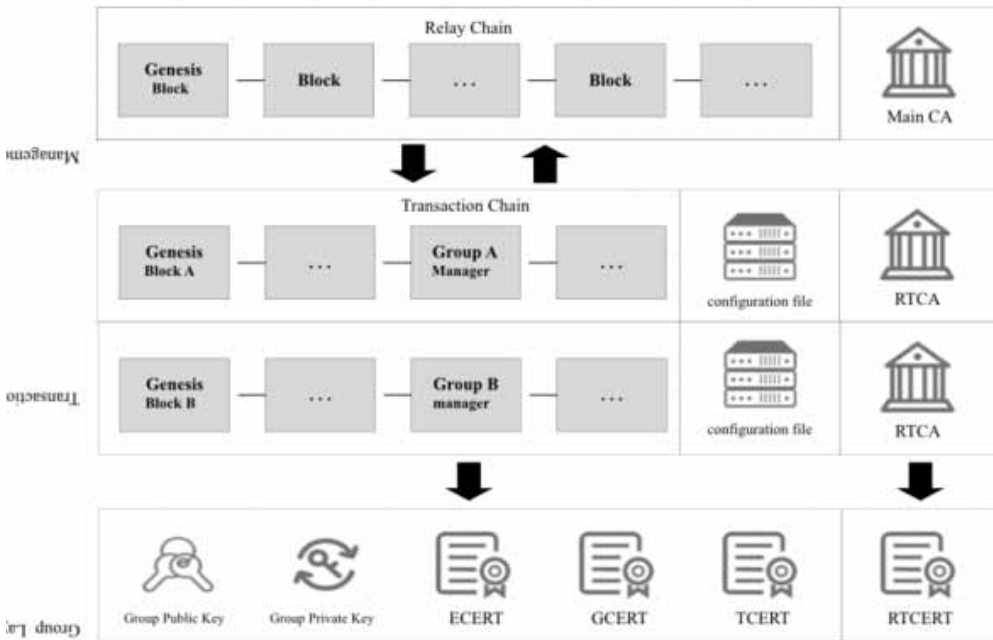 Relay Chain
Genesis
Block
Block
...
Block
...
Main CA
Transaction Chain
Genesis
Block A
...
Group A
Manager
...
configuration file
RTCA
Genesis
Block B
...
Group B
manager
...
configuration file
RTCA
Group Public Key
Group Private Key
ECERT
GCERT
TCERT
RTCERT
Group